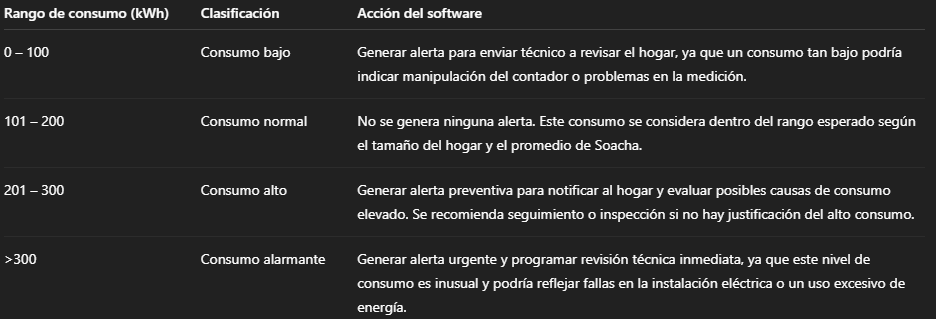 Rango de consumo (kWh) Clasificación Acción del software
0 – 100 Consumo bajo Generar alerta para enviar técnico a revisar el hogar, ya que un consumo tan bajo podría
indicar manipulación del contador o problemas en la medición.
101 – 200 Consumo normal No se genera ninguna alerta. Este consumo se considera dentro del rango esperado según
el tamaño del hogar y el promedio de Soacha.
201 – 300 Consumo alto Generar alerta preventiva para notificar al hogar y evaluar posibles causas de consumo
elevado. Se recomienda seguimiento o inspección si no hay justificación del alto consumo.
>300 Consumo alarmante Generar alerta urgente y programar revisión técnica inmediata, ya que este nivel de
consumo es inusual y podría reflejar fallas en la instalación eléctrica o un uso excesivo de
energía.